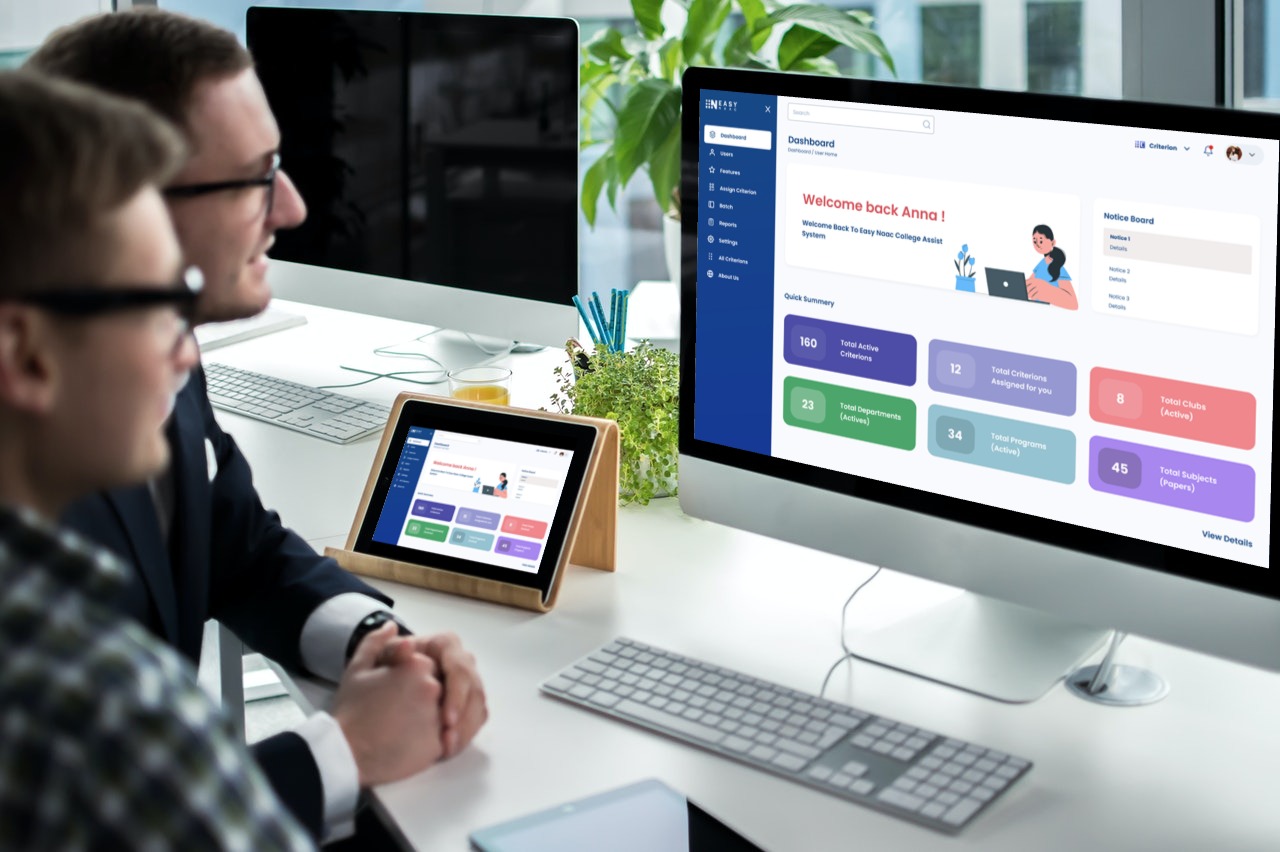 EASY
NAAC
X
Search
Dashboard
Dashboard / User Home
Criterion
Dashboard
Users
Features
Assign Criterion
Batch
Reports
Settings
All Criterions
About Us
Welcome back Anna !
Welcome Back To Easy Naac College Assist
System
Notice Board
Notice 1
Details
Notice 2
Details
Notice 3
Details
Quick Summery
160
Total Active
Criterions
12
Total Criterions
Assigned for you
8
Total Clubs
(Active)
23
Total Departments
(Actives)
34
Total Programs
(Active)
45
Total Subjects
(Papers)
View Details
Dashboard
Welcome back Anna !